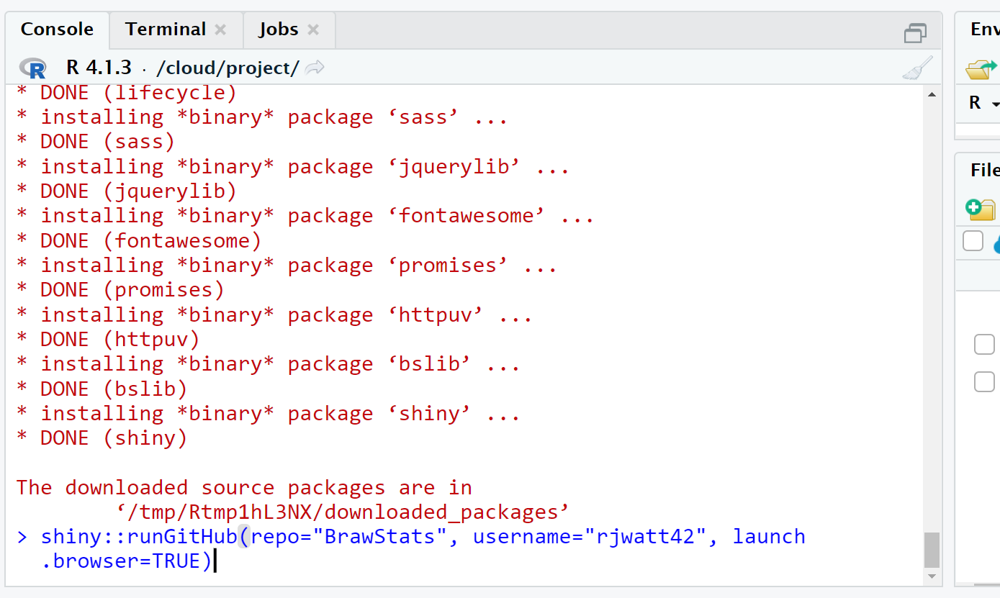 Console Terminal × Jobs ×
Env
R R 4.1.3 · /cloud/project/
* DONE (lifecycle)
* installing *binary* package ‘sass’ ...
R
* DONE (sass)
* installing *binary* package ‘jquerylib’ ...
File
* DONE (jquerylib)
* installing *binary* package ‘fontawesome’ ...
* DONE (fontawesome)
* installing *binary* package ‘promises’ ...
* DONE (promises)
* installing *binary* package ‘httpuv’ ...
* DONE (httpuv)
* installing *binary* package ‘bslib’ ...
* DONE (bslib)
* installing *binary* package ‘shiny’ ...
* DONE (shiny)
The downloaded source packages are in
‘/tmp/Rtmp1hL3NX/downloaded_packages’
> shiny::runGitHub(repo="BrawStats", username="rjwatt42", launch
.browser=TRUE)